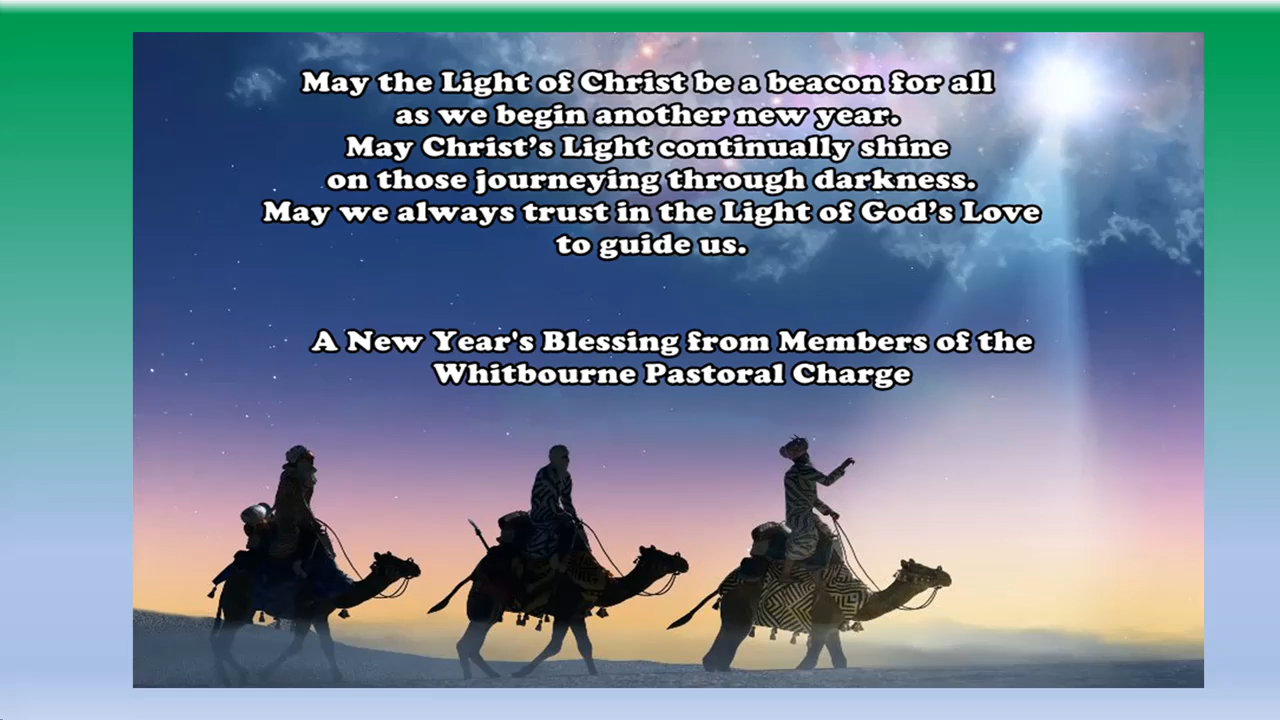 May the Light of Christ be a beacon for all
as we begin another new year.
May Christ’s Light continually shine
on those journeying through darkness.
May we always trust in the Light of God’s Love
to guide us.
A New Year's Blessing from Members of the
Whitbourne Pastoral Charge